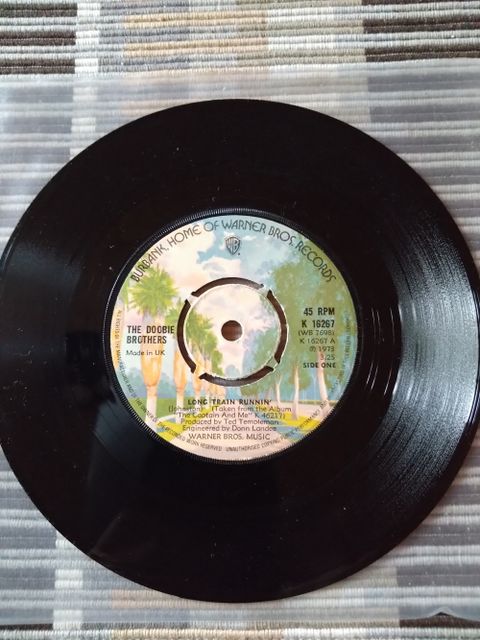 BURBANK, HOME OF WARNER BROS. RECORDS
WB
THE DOOBIE
BROTHERS
Made in UK
45 RPM
K 16267
(WB 7698)
K 16267 A
℗ 1973
3.25
SIDE ONE
LONG TRAIN RUNNIN'
(Johnston) (Taken from the Album
"The Captain And Me" K 46217)
Produced by Ted Templeman
Engineered by Donn Landee
WARNER BROS. MUSIC